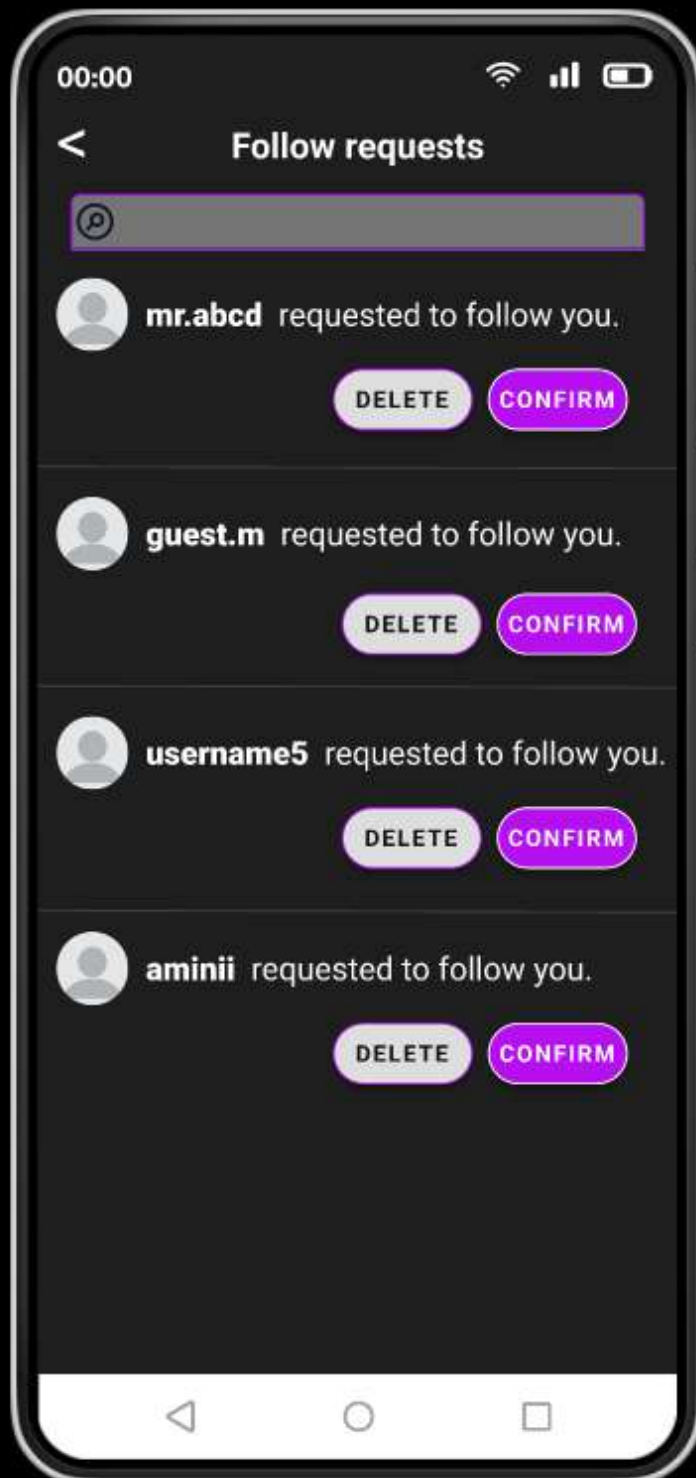 00:00
< Follow requests
mr.abcd requested to follow you.
DELETE CONFIRM
guest.m requested to follow you.
DELETE CONFIRM
username5 requested to follow you.
DELETE CONFIRM
aminii requested to follow you.
DELETE CONFIRM